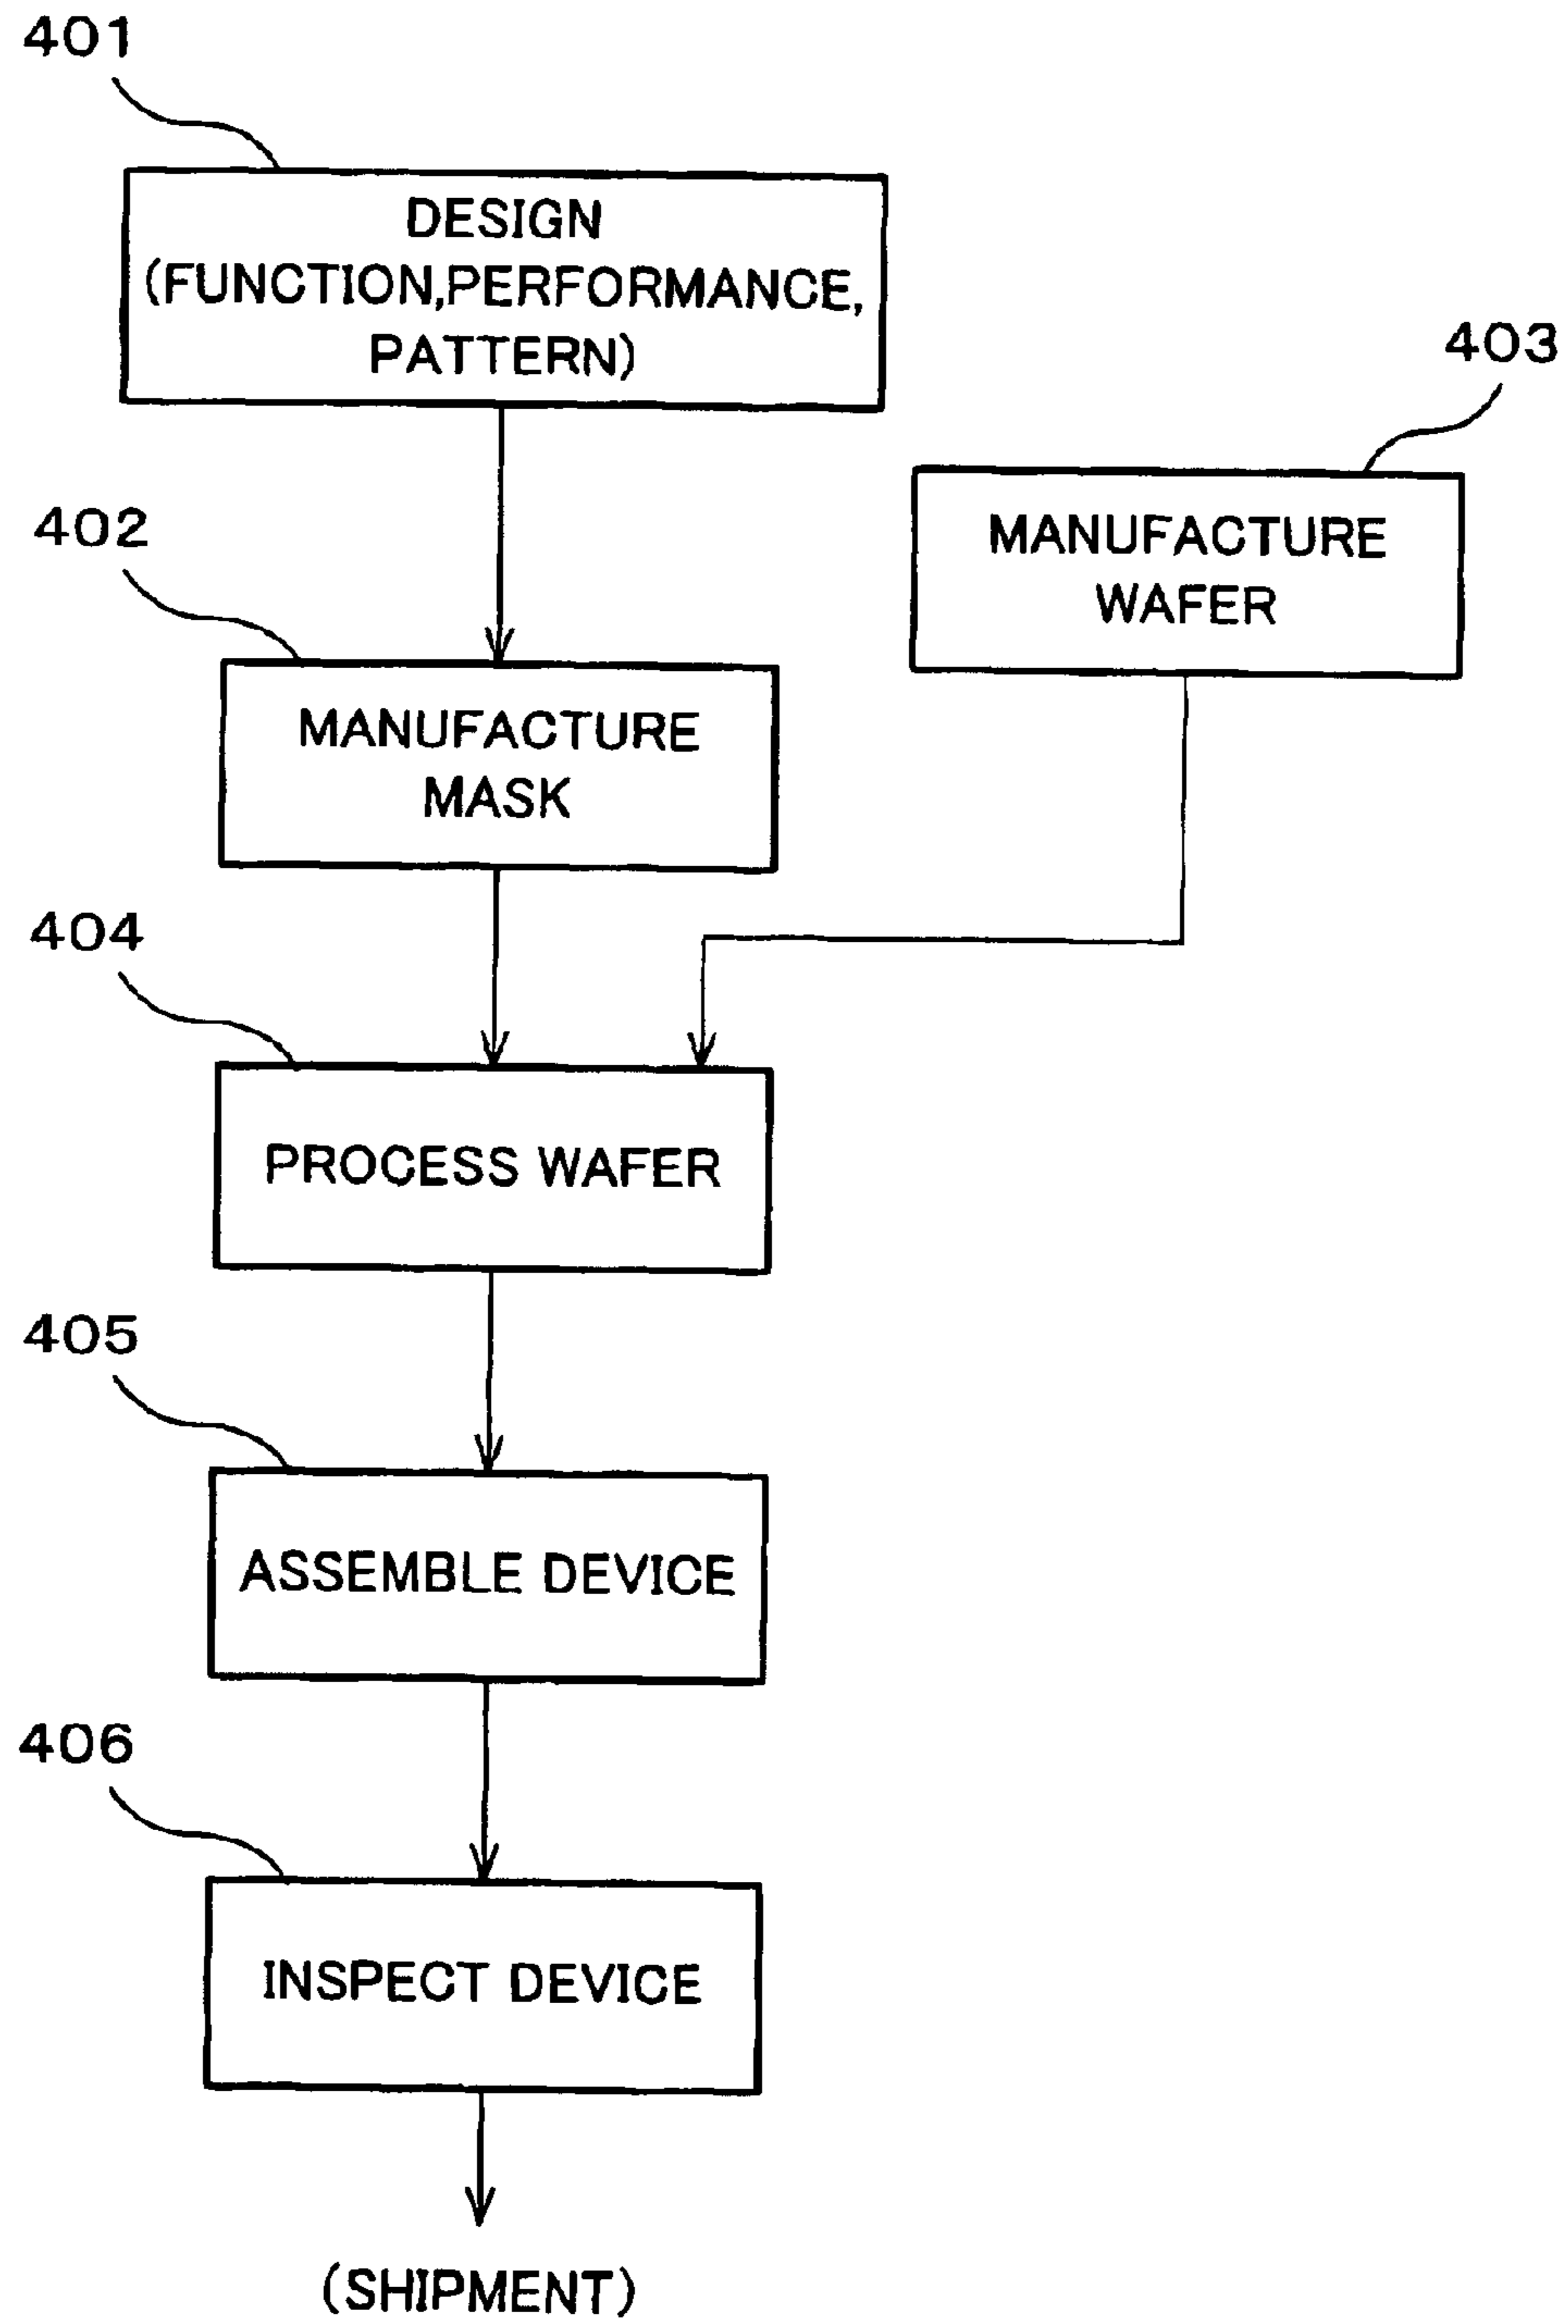 401
DESIGN
(FUNCTION,PERFORMANCE,
PATTERN)
403
MANUFACTURE
WAFER
402
MANUFACTURE
MASK
404
PROCESS WAFER
405
ASSEMBLE DEVICE
406
INSPECT DEVICE
(SHIPMENT)